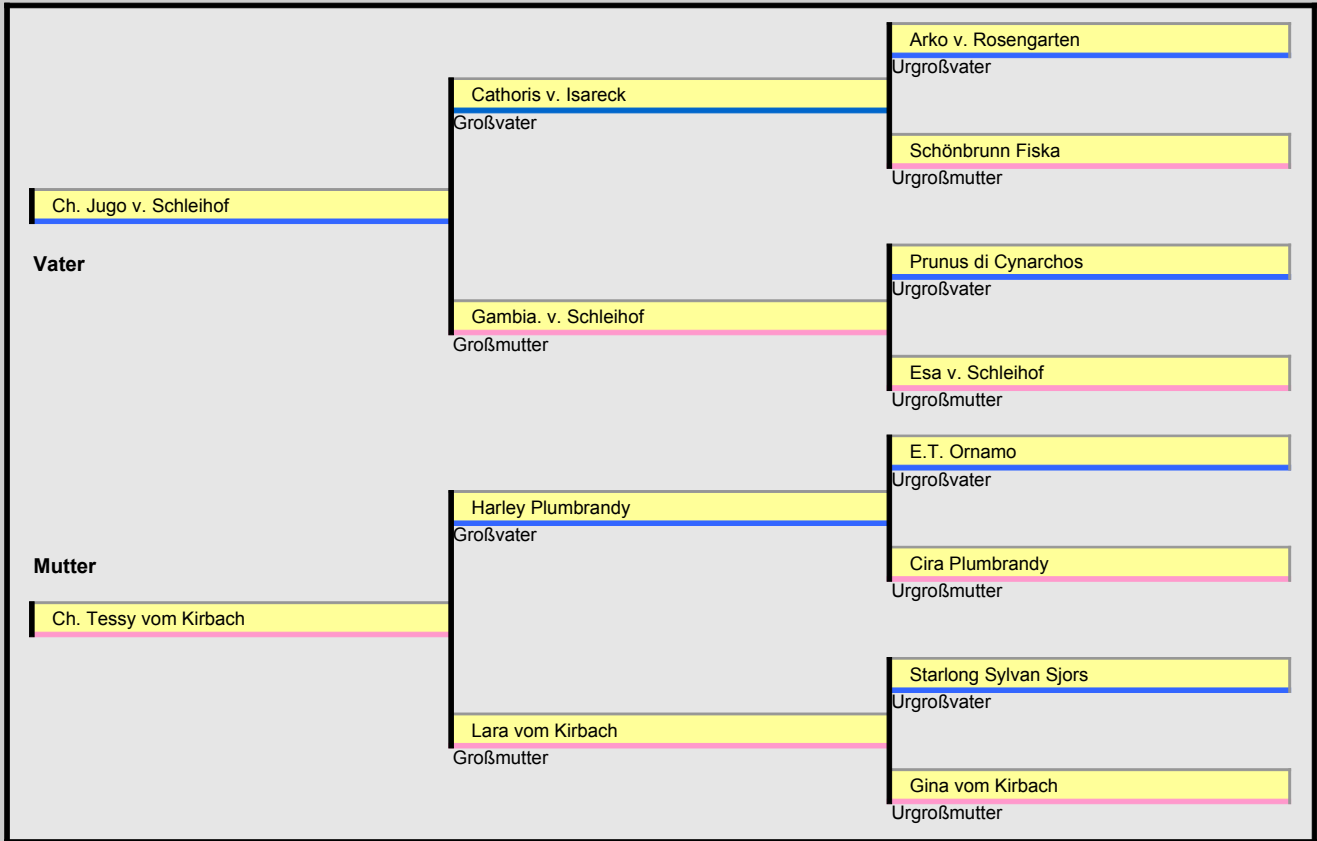 Arko v. Rosengarten
Urgroßvater
Cathoris v. Isareck
Großvater
Schönbrunn Fiska
Urgroßmutter
Ch. Jugo v. Schleihof
Vater
Prunus di Cynarchos
Urgroßvater
Gambia. v. Schleihof
Großmutter
Esa v. Schleihof
Urgroßmutter
E.T. Ornamo
Urgroßvater
Harley Plumbrandy
Großvater
Mutter
Cira Plumbrandy
Urgroßmutter
Ch. Tessy vom Kirbach
Starlong Sylvan Sjors
Urgroßvater
Lara vom Kirbach
Großmutter
Gina vom Kirbach
Urgroßmutter